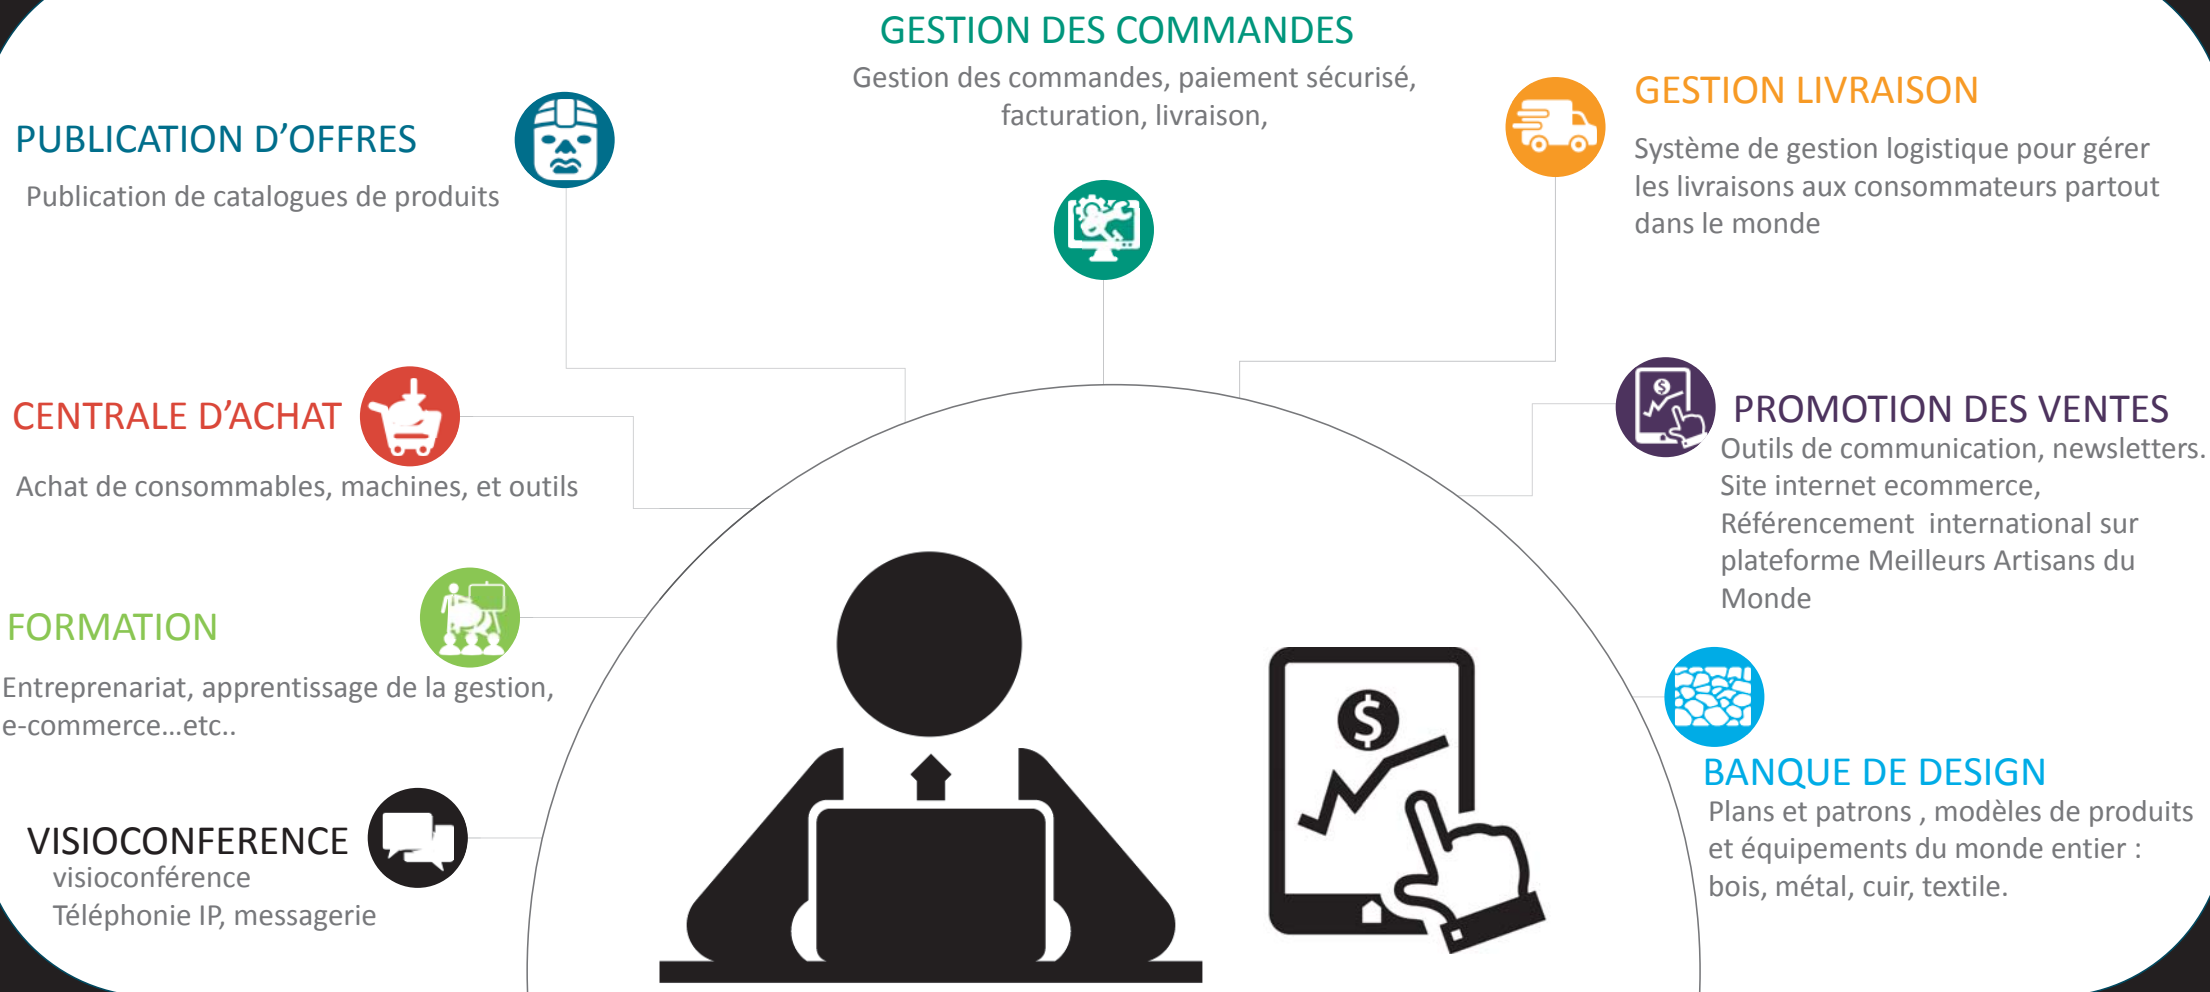 GESTION DES COMMANDES
Gestion des commandes, paiement sécurisé,
facturation, livraison,
PUBLICATION D’OFFRES
Publication de catalogues de produits
CENTRALE D’ACHAT
Achat de consommables, machines, et outils
FORMATION
Entreprenariat, apprentissage de la gestion,
e-commerce...etc..
VISIOCONFERENCE
visioconférence
Téléphonie IP, messagerie
GESTION LIVRAISON
Système de gestion logistique pour gérer
les livraisons aux consommateurs partout
dans le monde
PROMOTION DES VENTES
Outils de communication, newsletters.
Site internet ecommerce,
Référencement  international sur
plateforme Meilleurs Artisans du
Monde
BANQUE DE DESIGN
Plans et patrons , modèles de produits
et équipements du monde entier :
bois, métal, cuir, textile.
$
$